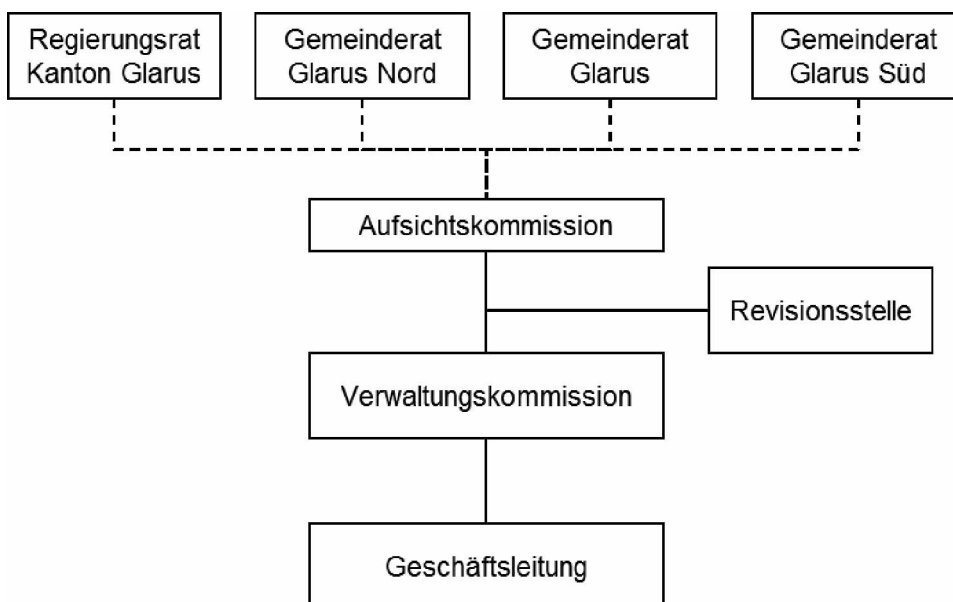 Regierungsrat
Kanton Glarus
Gemeinderat
Glarus Nord
Gemeinderat
Glarus
Gemeinderat
Glarus Süd
Aufsichtskommission
Revisionsstelle
Verwaltungskommission
Geschäftsleitung